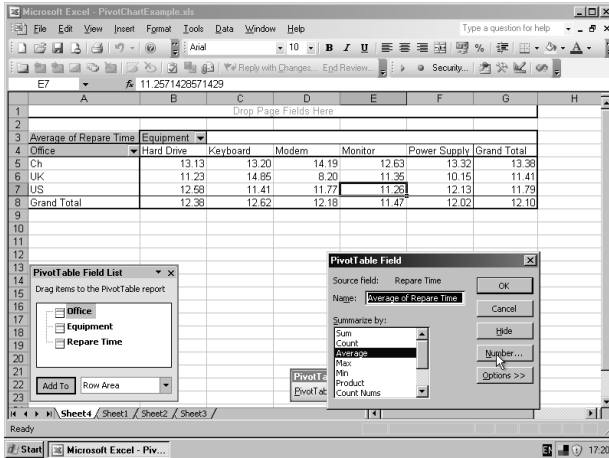 Microsoft Excel - PivotChartExample.xls
File Edit View Insert Format Tools Data Window Help Type a question for help
Arial 10 B I U
Reply with Changes... End Review... Security...
E7 fx 11.2571428571429
A B C D E F G H
1 Drop Page Fields Here
2
3 Average of Repare Time Equipment
4 Office Hard Drive Keyboard Modem Monitor Power Supply Grand Total
5 Ch 13.13 13.20 14.19 12.63 13.32 13.38
6 UK 11.23 14.85 8.20 11.35 10.15 11.41
7 US 12.58 11.41 11.77 11.26 12.13 11.79
8 Grand Total 12.38 12.62 12.18 11.47 12.02 12.10
9
10
11
12
13
14
15
16
17
18
19
20
21
22
23
PivotTable Field List
Drag items to the PivotTable report
Office
Equipment
Repare Time
Add To Row Area
PivotTa
PivotTab
PivotTable Field
Source field: Repare Time
Name: Average of Repare Time
Summarize by:
Sum
Count
Average
Max
Min
Product
Count Nums
OK
Cancel
Hide
Number...
Options >>
Sheet4 Sheet1 Sheet2 Sheet3
Ready
Start Microsoft Excel - Piv... EN 17:20